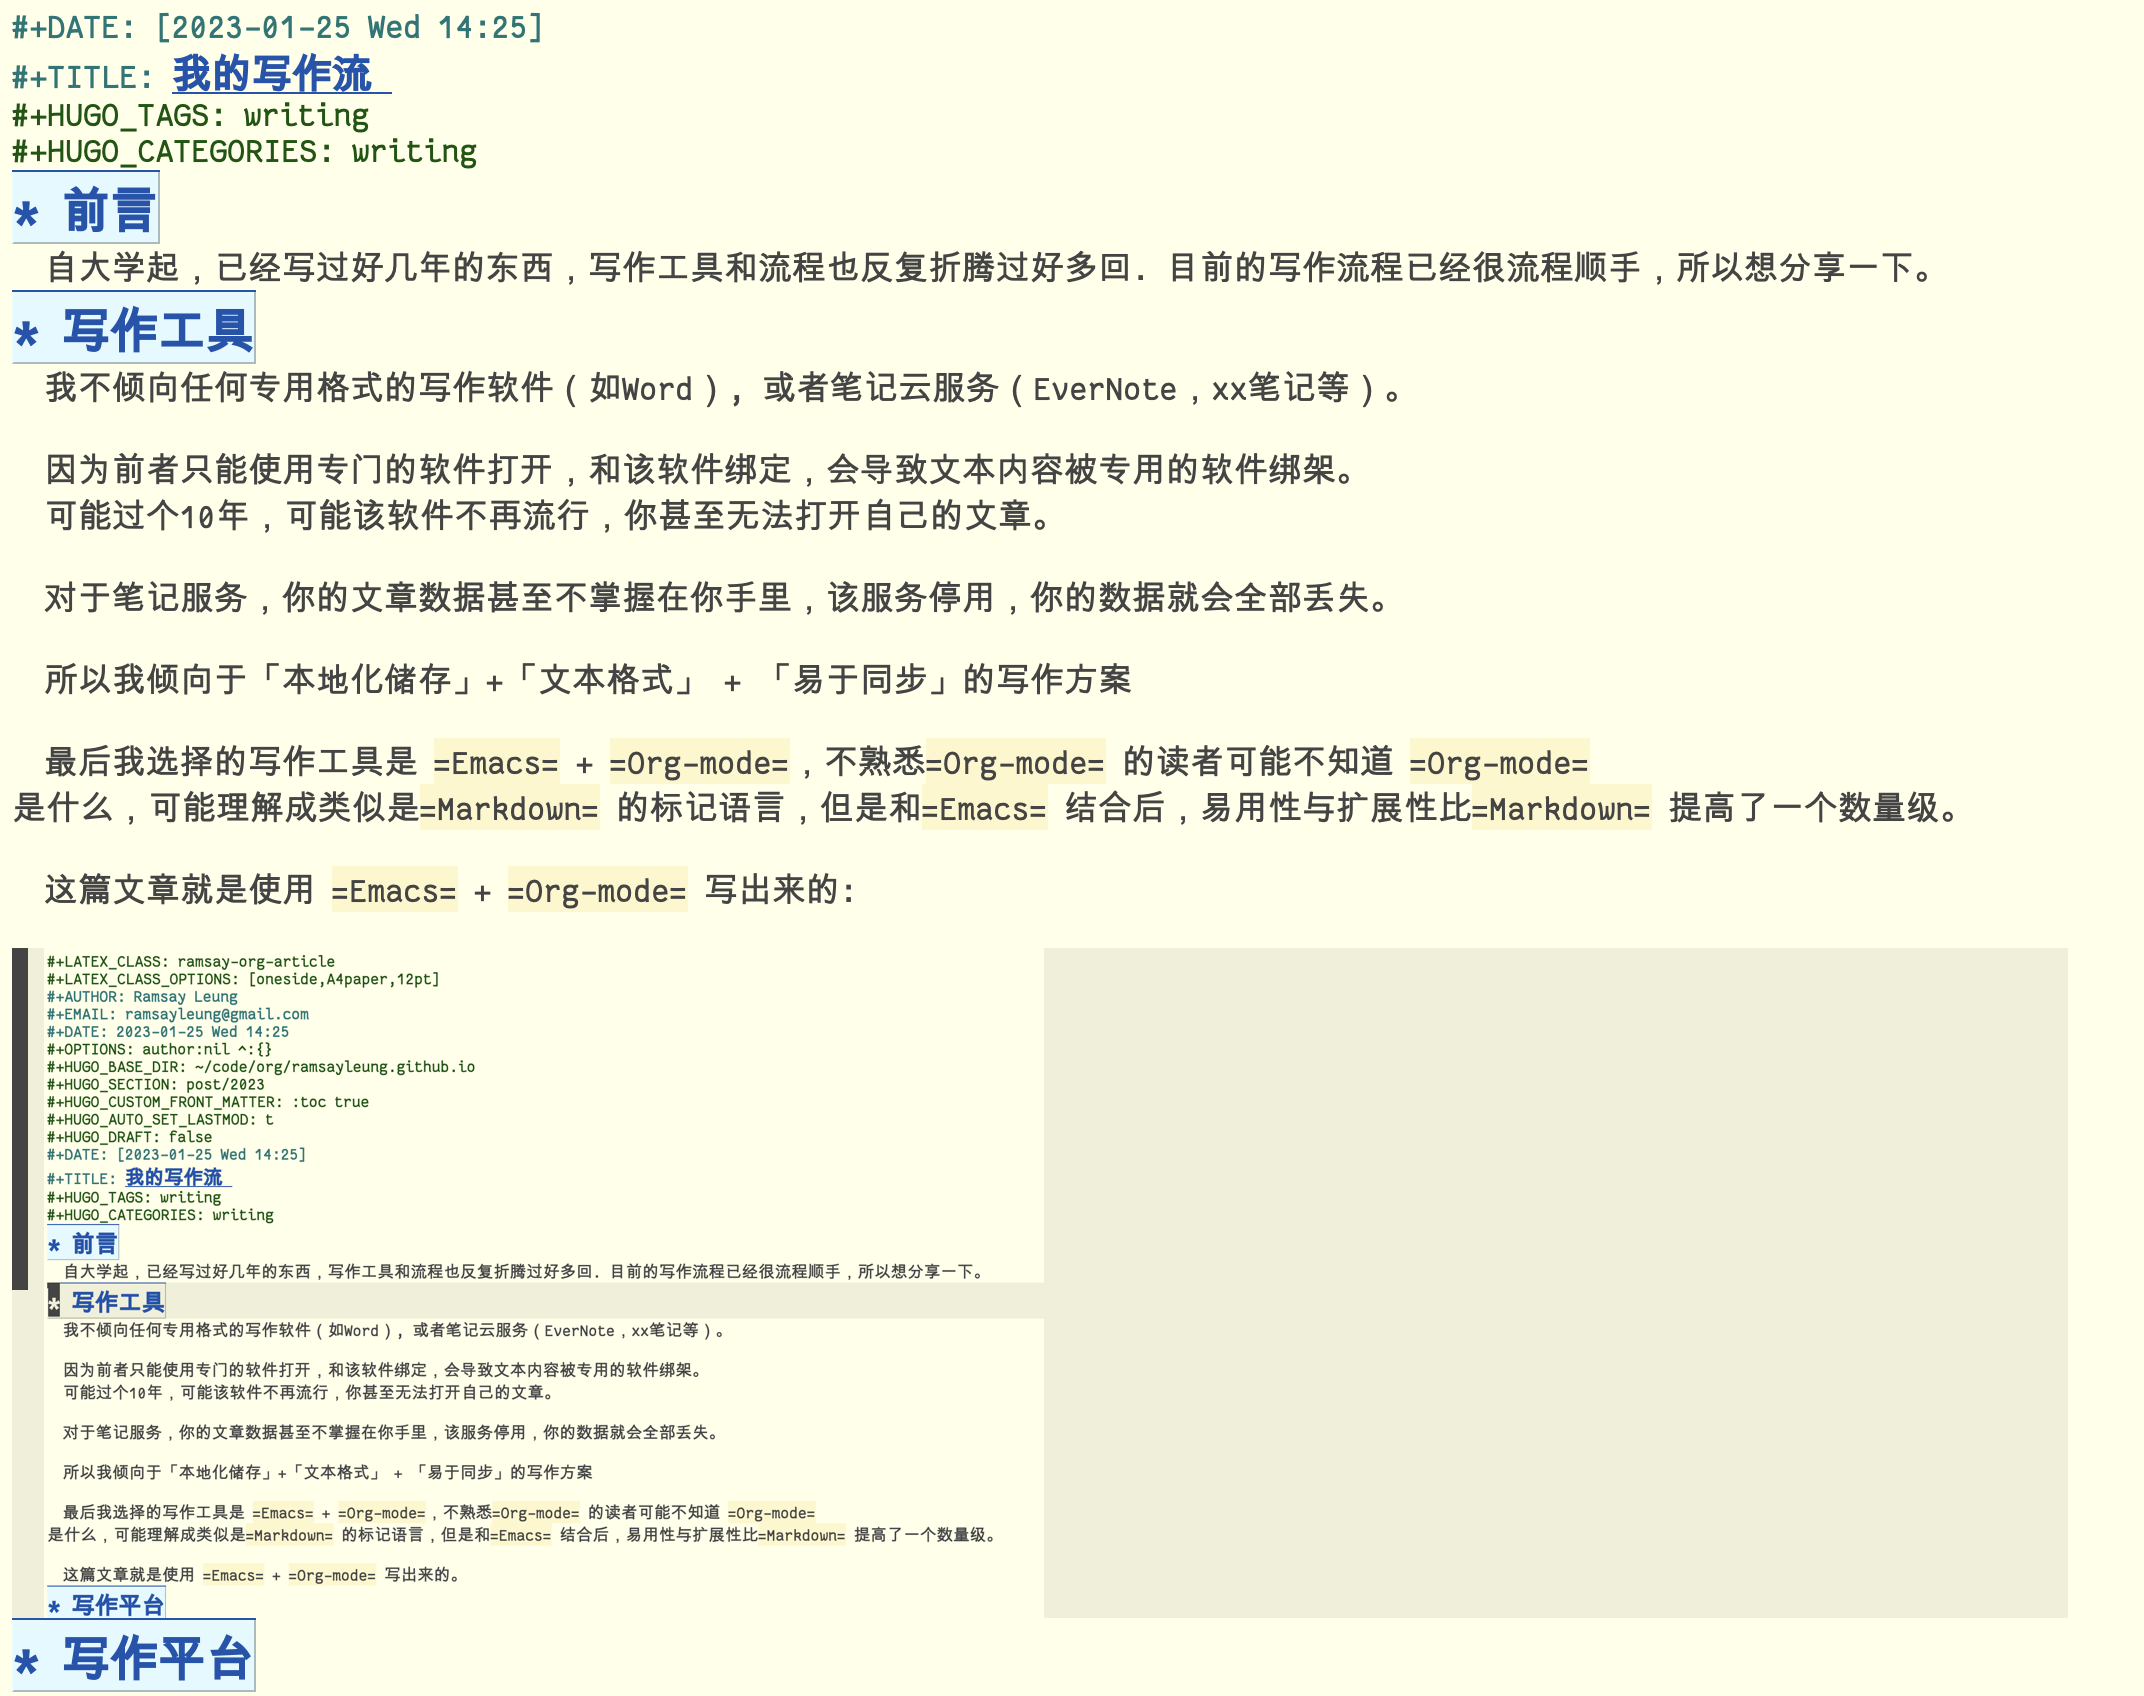 #+DATE: [2023-01-25 Wed 14:25]
#+TITLE: 我的写作流
#+HUGO_TAGS: writing
#+HUGO_CATEGORIES: writing
* 前言
自大学起，已经写过好几年的东西，写作工具和流程也反复折腾过好多回. 目前的写作流程已经很流程顺手，所以想分享一下。
* 写作工具
我不倾向任何专用格式的写作软件（如Word）, 或者笔记云服务（EverNote，xx笔记等）。
因为前者只能使用专门的软件打开，和该软件绑定，会导致文本内容被专用的软件绑架。
可能过个10年，可能该软件不再流行，你甚至无法打开自己的文章。
对于笔记服务，你的文章数据甚至不掌握在你手里，该服务停用，你的数据就会全部丢失。
所以我倾向于「本地化储存」+「文本格式」 + 「易于同步」的写作方案
最后我选择的写作工具是 =Emacs= + =Org-mode=，不熟悉=Org-mode= 的读者可能不知道 =Org-mode=
是什么，可能理解成类似是=Markdown= 的标记语言，但是和=Emacs= 结合后，易用性与扩展性比=Markdown= 提高了一个数量级。
这篇文章就是使用 =Emacs= + =Org-mode= 写出来的:
#+LATEX_CLASS: ramsay-org-article
#+LATEX_CLASS_OPTIONS: [oneside,A4paper,12pt]
#+AUTHOR: Ramsay Leung
#+EMAIL: ramsayleung@gmail.com
#+DATE: 2023-01-25 Wed 14:25
#+OPTIONS: author:nil ^:{}
#+HUGO_BASE_DIR: ~/code/org/ramsayleung.github.io
#+HUGO_SECTION: post/2023
#+HUGO_CUSTOM_FRONT_MATTER: :toc true
#+HUGO_AUTO_SET_LASTMOD: t
#+HUGO_DRAFT: false
#+DATE: [2023-01-25 Wed 14:25]
#+TITLE: 我的写作流
#+HUGO_TAGS: writing
#+HUGO_CATEGORIES: writing
* 前言
自大学起，已经写过好几年的东西，写作工具和流程也反复折腾过好多回. 目前的写作流程已经很流程顺手，所以想分享一下。
* 写作工具
我不倾向任何专用格式的写作软件（如Word）, 或者笔记云服务（EverNote，xx笔记等）。
因为前者只能使用专门的软件打开，和该软件绑定，会导致文本内容被专用的软件绑架。
可能过个10年，可能该软件不再流行，你甚至无法打开自己的文章。
对于笔记服务，你的文章数据甚至不掌握在你手里，该服务停用，你的数据就会全部丢失。
所以我倾向于「本地化储存」+「文本格式」 + 「易于同步」的写作方案
最后我选择的写作工具是 =Emacs= + =Org-mode=，不熟悉=Org-mode= 的读者可能不知道 =Org-mode=
是什么，可能理解成类似是=Markdown= 的标记语言，但是和=Emacs= 结合后，易用性与扩展性比=Markdown= 提高了一个数量级。
这篇文章就是使用 =Emacs= + =Org-mode= 写出来的。
* 写作平台
* 写作平台